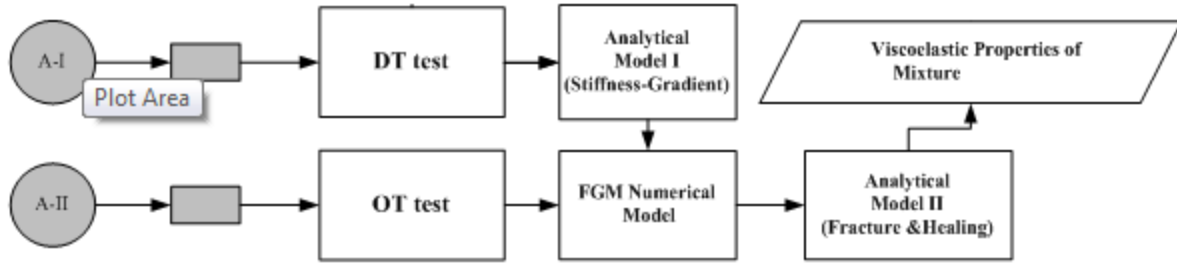 A-I
Plot Area
DT test
Analytical
Model I
(Stiffness-Gradient)
Viscoelastic Properties of
Mixture
A-II
OT test
FGM Numerical
Model
Analytical
Model II
(Fracture &Healing)